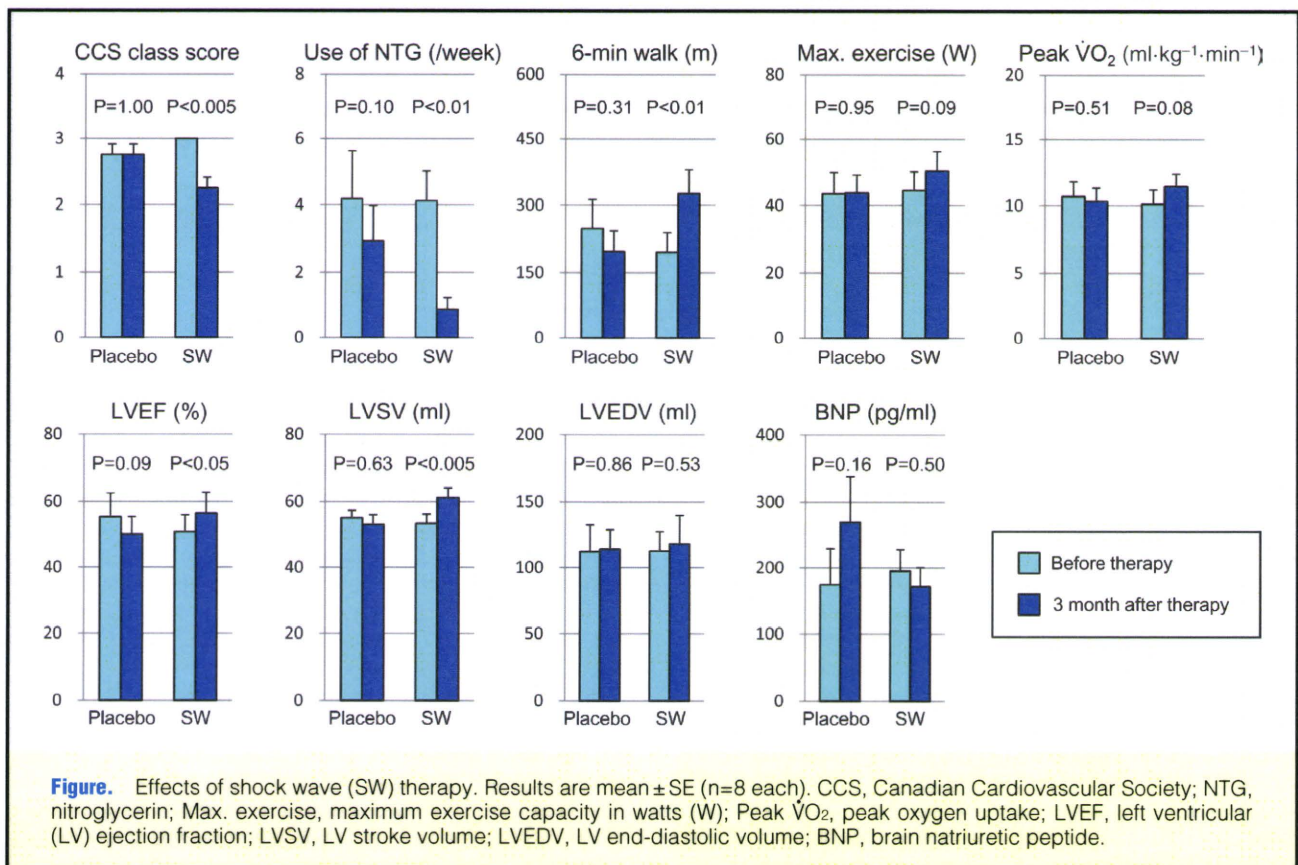 CCS class score
4
3
2
1
0
P=1.00 P<0.005
Placebo SW
Use of NTG (/week)
8
6
4
2
0
P=0.10 P<0.01
Placebo SW
6-min walk (m)
600
450
300
150
0
P=0.31 P<0.01
Placebo SW
Max. exercise (W)
80
60
40
20
0
P=0.95 P=0.09
Placebo SW
Peak V̇O₂ (ml·kg⁻¹·min⁻¹)
20
15
10
5
0
P=0.51 P=0.08
Placebo SW
LVEF (%)
80
60
40
20
0
P=0.09 P<0.05
Placebo SW
LVSV (ml)
80
60
40
20
0
P=0.63 P<0.005
Placebo SW
LVEDV (ml)
200
150
100
50
0
P=0.86 P=0.53
Placebo SW
BNP (pg/ml)
400
300
200
100
0
P=0.16 P=0.50
Placebo SW
Before therapy
3 month after therapy
Figure. Effects of shock wave (SW) therapy. Results are mean ± SE (n=8 each). CCS, Canadian Cardiovascular Society; NTG,
nitroglycerin; Max. exercise, maximum exercise capacity in watts (W); Peak V̇O₂, peak oxygen uptake; LVEF, left ventricular
(LV) ejection fraction; LVSV, LV stroke volume; LVEDV, LV end-diastolic volume; BNP, brain natriuretic peptide.